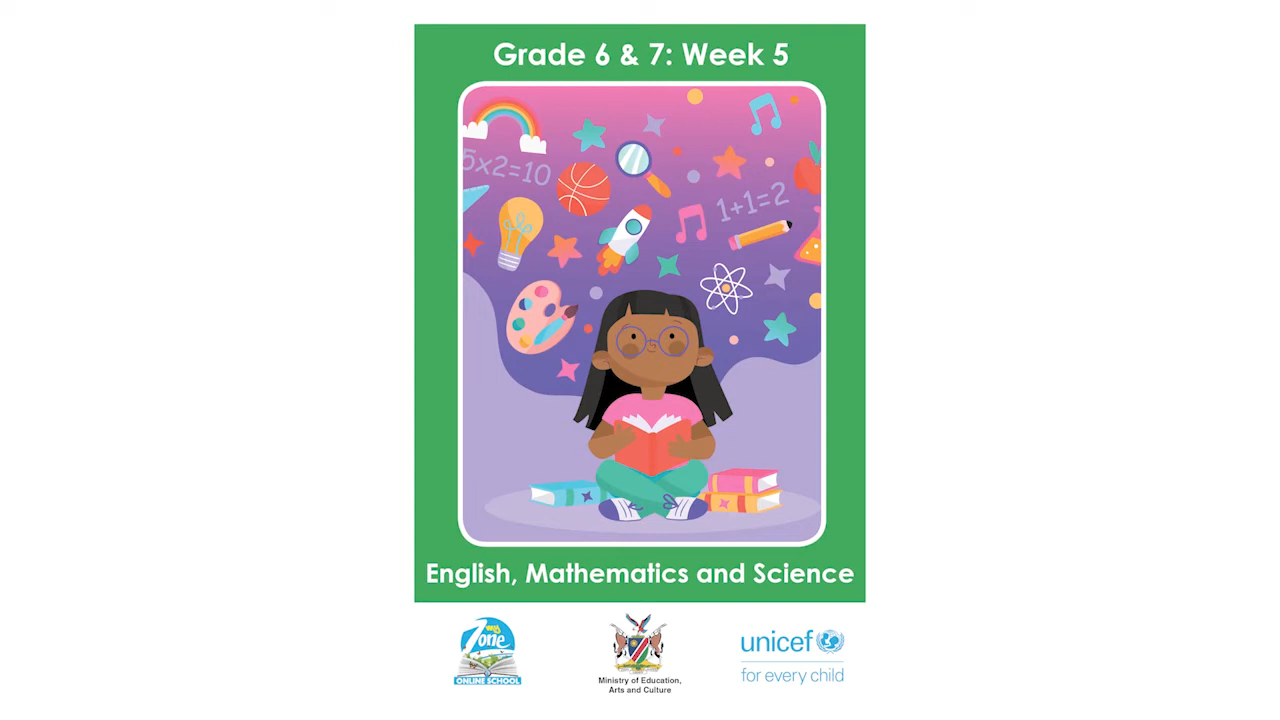 Grade 6 & 7: Week 5
5x2=10
1+1=2
English, Mathematics and Science
my
Zone
ONLINE SCHOOL
Ministry of Education,
Arts and Culture
unicef
for every child